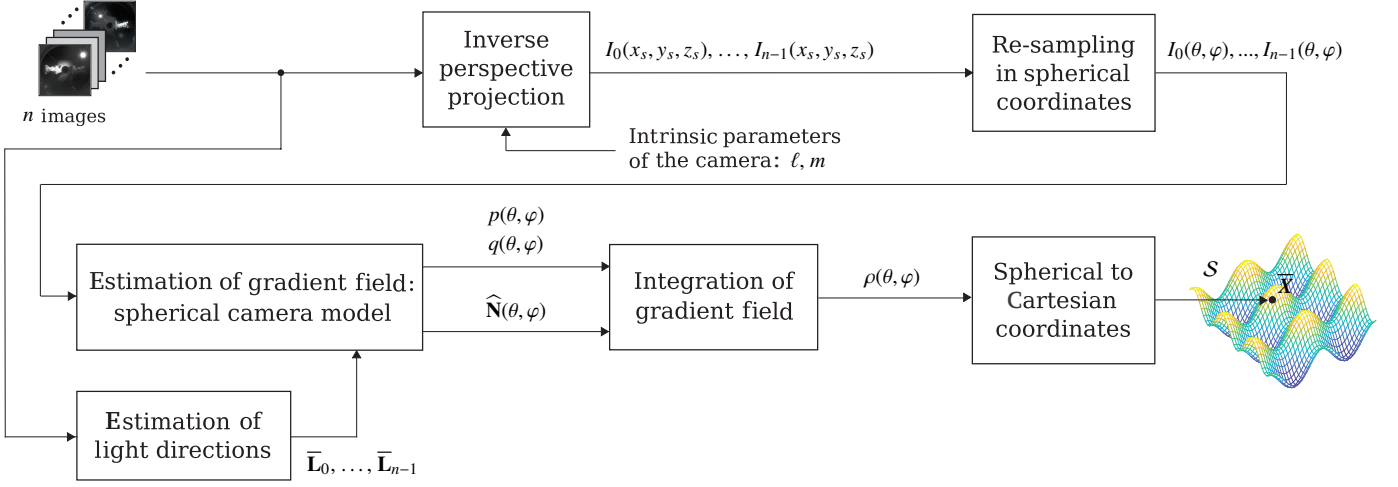 n images
Inverse
perspective
projection
I₀(xₛ, yₛ, zₛ), …, Iₙ₋₁(xₛ, yₛ, zₛ)
Re-sampling
in spherical
coordinates
I₀(θ, φ), ..., Iₙ₋₁(θ, φ)
Intrinsic parameters
of the camera: ℓ, m
Estimation of gradient field:
spherical camera model
p(θ, φ)
q(θ, φ)
N̂(θ, φ)
Integration of
gradient field
ρ(θ, φ)
Spherical to
Cartesian
coordinates
S
X̅
Estimation of
light directions
L̅₀, …, L̅ₙ₋₁